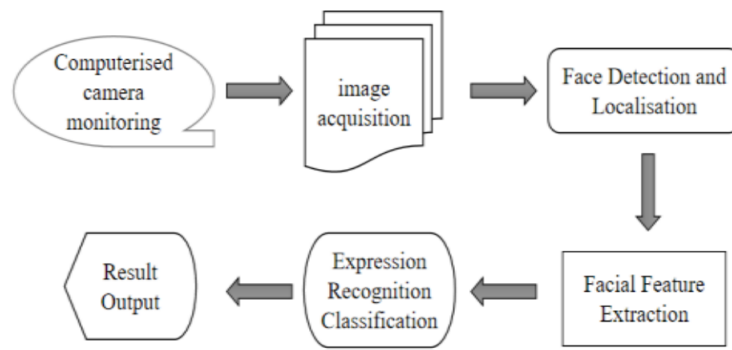 Computerised
camera
monitoring
image
acquisition
Face Detection and
Localisation
Facial Feature
Extraction
Expression
Recognition
Classification
Result
Output